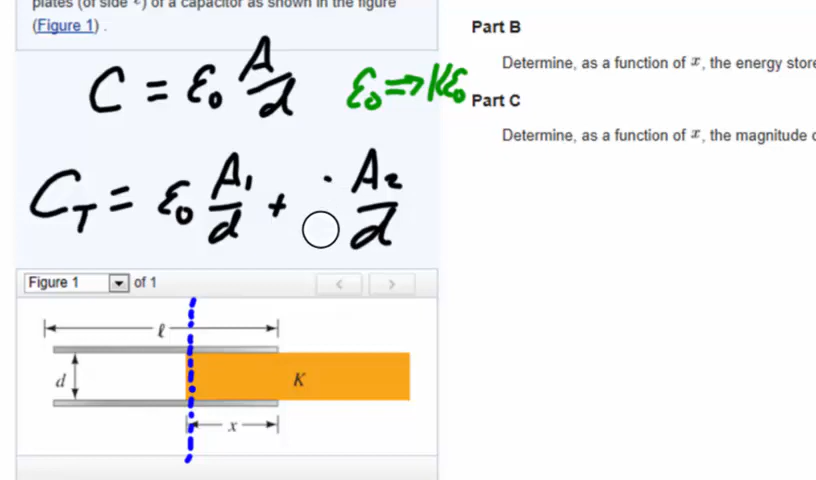 plates (of side ℓ) of a capacitor as shown in the figure
(Figure 1) .
C = ε₀ A/d ε₀ ⇒ Kε₀
C_T = ε₀ A₁/d + A₂/d
Part B
Determine, as a function of x, the energy store
Part C
Determine, as a function of x, the magnitude o
Figure 1 of 1
< >
ℓ
d
K
x